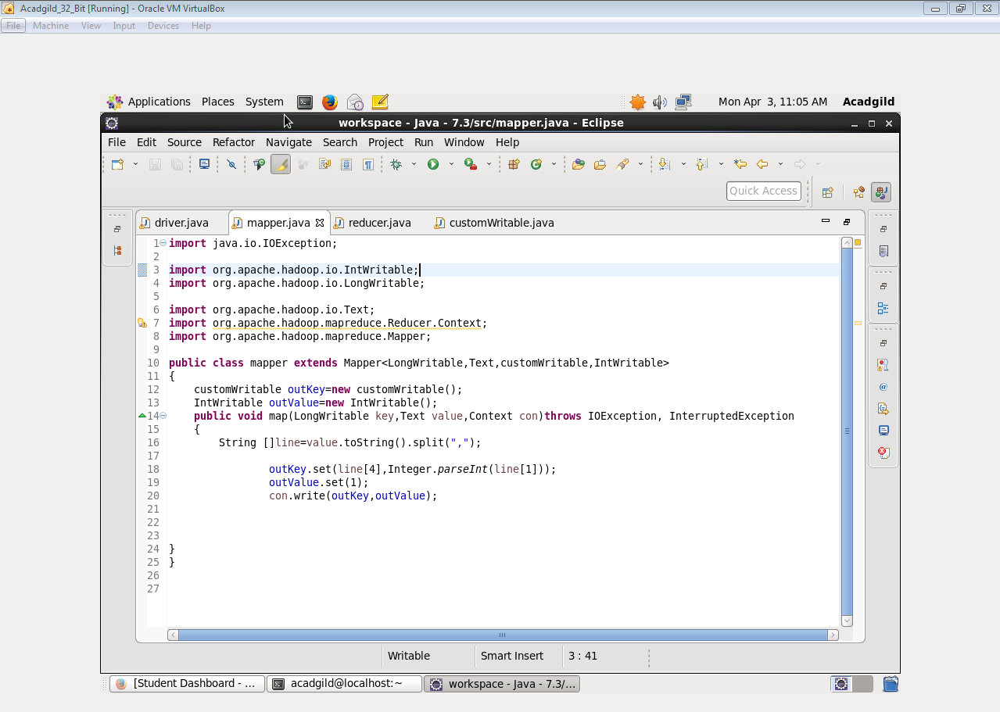 Acadgild_32_Bit [Running] - Oracle VM VirtualBox
File Machine View Input Devices Help
Applications Places System Mon Apr 3, 11:05 AM Acadgild
workspace - Java - 7.3/src/mapper.java - Eclipse
File Edit Source Refactor Navigate Search Project Run Window Help
Quick Access
driver.java mapper.java reducer.java customWritable.java
1 import java.io.IOException;
2
3 import org.apache.hadoop.io.IntWritable;
4 import org.apache.hadoop.io.LongWritable;
5
6 import org.apache.hadoop.io.Text;
7 import org.apache.hadoop.mapreduce.Reducer.Context;
8 import org.apache.hadoop.mapreduce.Mapper;
9
10 public class mapper extends Mapper<LongWritable,Text,customWritable,IntWritable>
11 {
12 customWritable outKey=new customWritable();
13 IntWritable outValue=new IntWritable();
14 public void map(LongWritable key,Text value,Context con)throws IOException, InterruptedException
15 {
16 String []line=value.toString().split(",");
17
18 outKey.set(line[4],Integer.parseInt(line[1]));
19 outValue.set(1);
20 con.write(outKey,outValue);
21
22
23
24 }
25 }
26
27
Writable Smart Insert 3 : 41
[Student Dashboard - ... acadgild@localhost:~ workspace - Java - 7.3/...